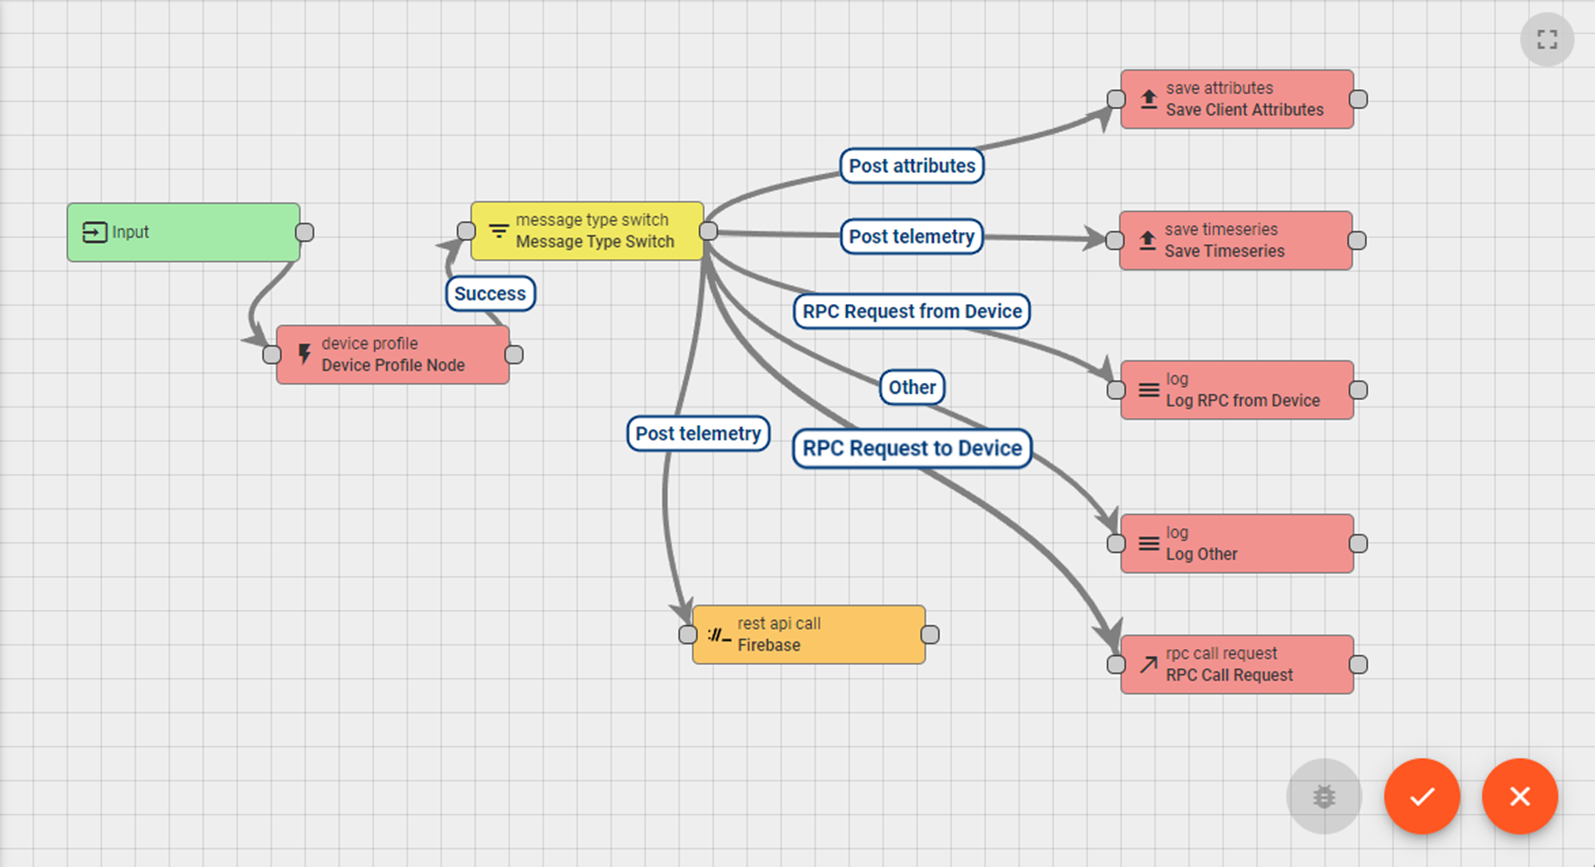 save attributes
Save Client Attributes
Post attributes
Input
message type switch
Message Type Switch
Post telemetry
save timeseries
Save Timeseries
Success
RPC Request from Device
device profile
Device Profile Node
log
Log RPC from Device
Other
Post telemetry
RPC Request to Device
log
Log Other
rest api call
Firebase
rpc call request
RPC Call Request